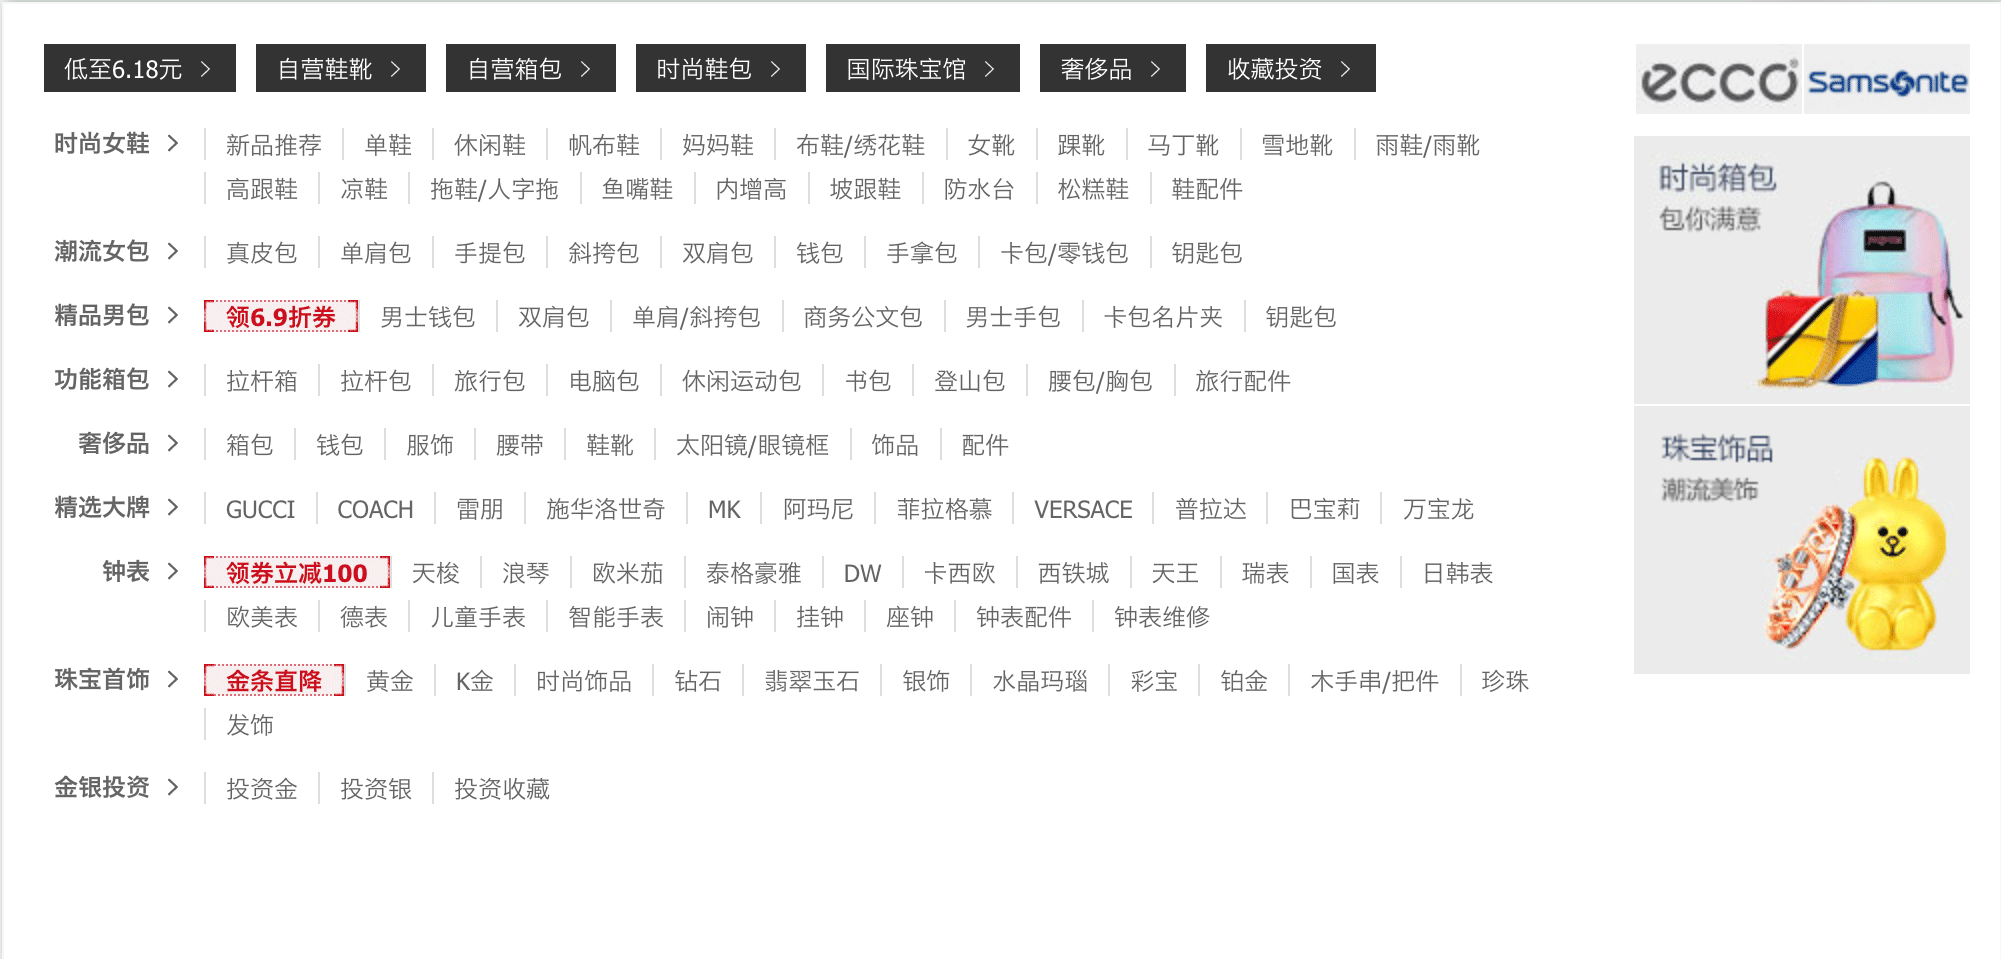 低至6.18元 > 自营鞋靴 > 自营箱包 > 时尚鞋包 > 国际珠宝馆 > 奢侈品 > 收藏投资 >
时尚女鞋 > 新品推荐 单鞋 休闲鞋 帆布鞋 妈妈鞋 布鞋/绣花鞋 女靴 踝靴 马丁靴 雪地靴 雨鞋/雨靴
高跟鞋 凉鞋 拖鞋/人字拖 鱼嘴鞋 内增高 坡跟鞋 防水台 松糕鞋 鞋配件
潮流女包 > 真皮包 单肩包 手提包 斜挎包 双肩包 钱包 手拿包 卡包/零钱包 钥匙包
精品男包 > 领6.9折券 男士钱包 双肩包 单肩/斜挎包 商务公文包 男士手包 卡包名片夹 钥匙包
功能箱包 > 拉杆箱 拉杆包 旅行包 电脑包 休闲运动包 书包 登山包 腰包/胸包 旅行配件
奢侈品 > 箱包 钱包 服饰 腰带 鞋靴 太阳镜/眼镜框 饰品 配件
精选大牌 > GUCCI COACH 雷朋 施华洛世奇 MK 阿玛尼 菲拉格慕 VERSACE 普拉达 巴宝莉 万宝龙
钟表 > 领券立减100 天梭 浪琴 欧米茄 泰格豪雅 DW 卡西欧 西铁城 天王 瑞表 国表 日韩表
欧美表 德表 儿童手表 智能手表 闹钟 挂钟 座钟 钟表配件 钟表维修
珠宝首饰 > 金条直降 黄金 K金 时尚饰品 钻石 翡翠玉石 银饰 水晶玛瑙 彩宝 铂金 木手串/把件 珍珠
发饰
金银投资 > 投资金 投资银 投资收藏
ecco® Samsonite
时尚箱包
包你满意
珠宝饰品
潮流美饰